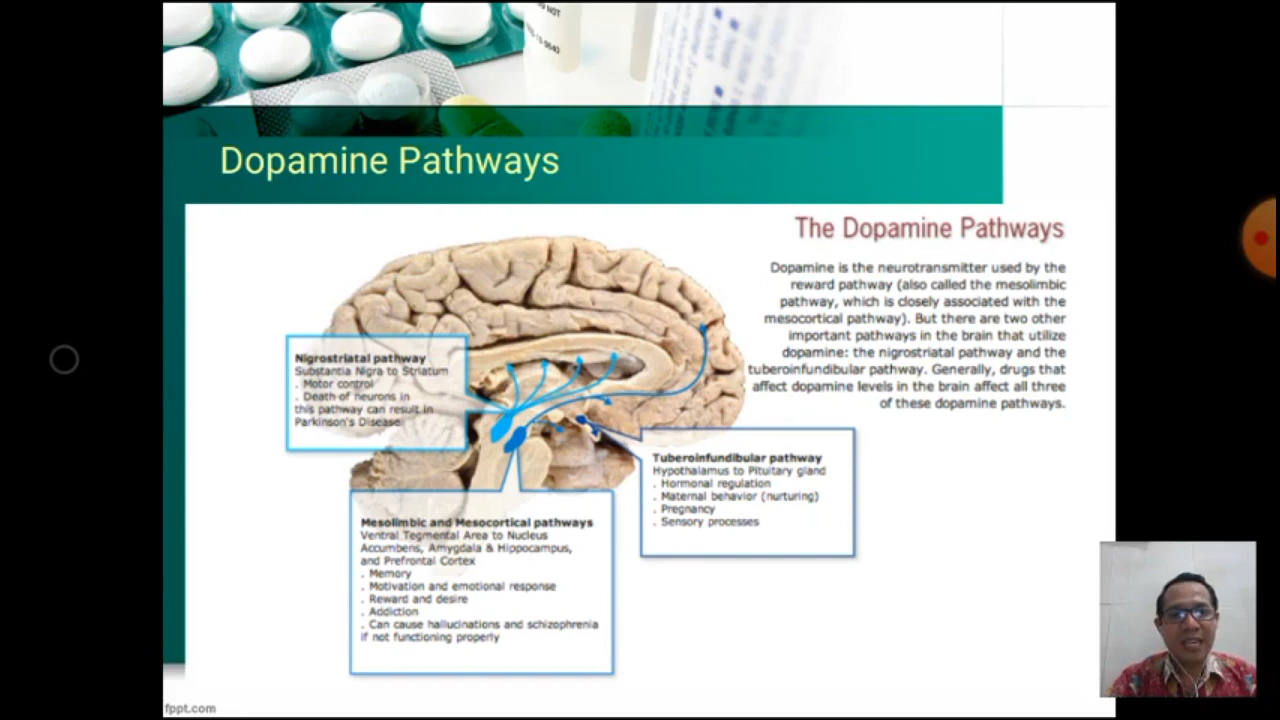 Dopamine Pathways
The Dopamine Pathways
Dopamine is the neurotransmitter used by the
reward pathway (also called the mesolimbic
pathway, which is closely associated with the
mesocortical pathway). But there are two other
important pathways in the brain that utilize
dopamine: the nigrostriatal pathway and the
tuberoinfundibular pathway. Generally, drugs that
affect dopamine levels in the brain affect all three
of these dopamine pathways.
Nigrostriatal pathway
Substantia Nigra to Striatum
. Motor control
. Death of neurons in
this pathway can result in
Parkinson's Disease
Tuberoinfundibular pathway
Hypothalamus to Pituitary gland
. Hormonal regulation
. Maternal behavior (nurturing)
. Pregnancy
. Sensory processes
Mesolimbic and Mesocortical pathways
Ventral Tegmental Area to Nucleus
Accumbens, Amygdala & Hippocampus,
and Prefrontal Cortex
. Memory
. Motivation and emotional response
. Reward and desire
. Addiction
. Can cause hallucinations and schizophrenia
if not functioning properly
fppt.com